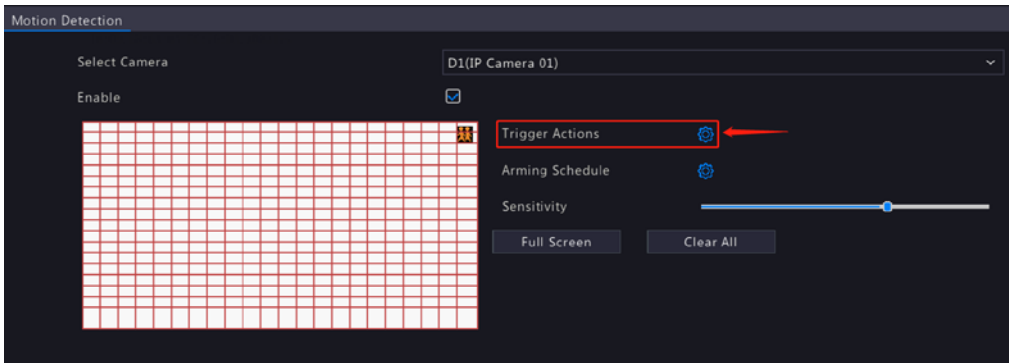 Motion Detection
Select Camera D1(IP Camera 01)
Enable
Trigger Actions
Arming Schedule
Sensitivity
Full Screen Clear All